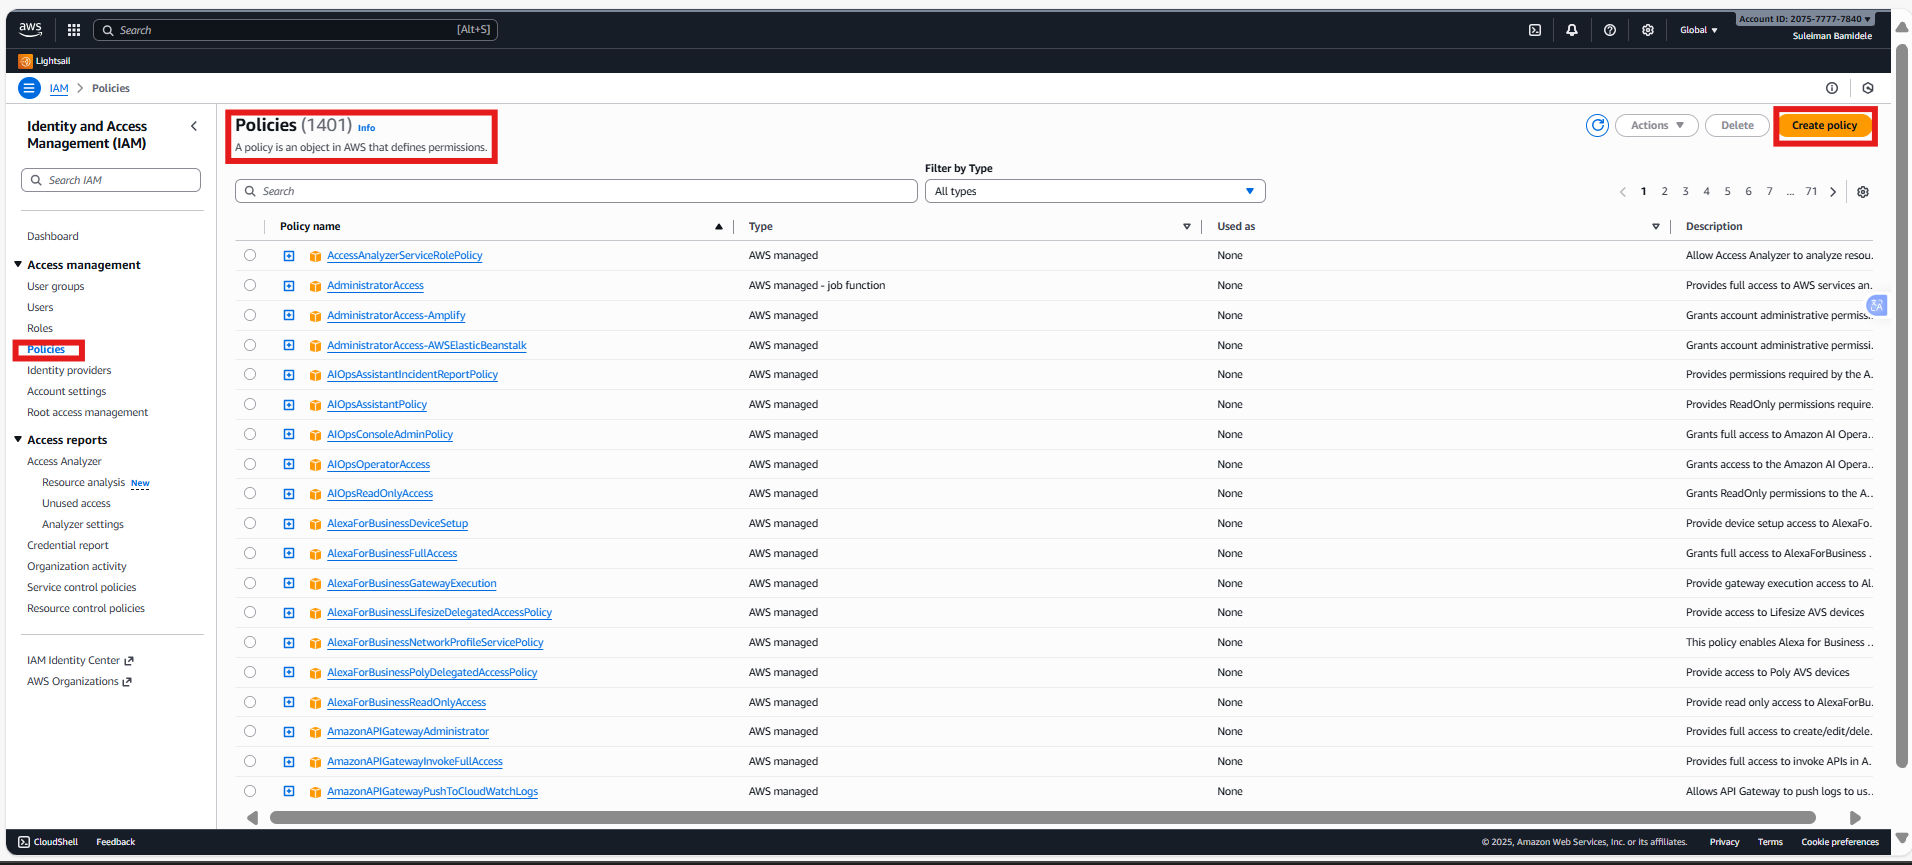 aws
Search
[Alt+S]
Global
Account ID: 2075-7777-7840
Suleiman Bamidele
Lightsail
IAM
Policies
Identity and Access
Management (IAM)
Search IAM
Dashboard
Access management
User groups
Users
Roles
Policies
Identity providers
Account settings
Root access management
Access reports
Access Analyzer
Resource analysis New
Unused access
Analyzer settings
Credential report
Organization activity
Service control policies
Resource control policies
IAM Identity Center
AWS Organizations
Policies (1401) Info
A policy is an object in AWS that defines permissions.
Actions
Delete
Create policy
Filter by Type
Search
All types
1 2 3 4 5 6 7 ... 71
Policy name Type Used as Description
AccessAnalyzerServiceRolePolicy AWS managed None Allow Access Analyzer to analyze resou.
AdministratorAccess AWS managed - job function None Provides full access to AWS services an.
AdministratorAccess-Amplify AWS managed None Grants account administrative permiss.
AdministratorAccess-AWSElasticBeanstalk AWS managed None Grants account administrative permissi.
AIOpsAssistantIncidentReportPolicy AWS managed None Provides permissions required by the A.
AIOpsAssistantPolicy AWS managed None Provides ReadOnly permissions require.
AIOpsConsoleAdminPolicy AWS managed None Grants full access to Amazon AI Opera..
AIOpsOperatorAccess AWS managed None Grants access to the Amazon AI Opera..
AIOpsReadOnlyAccess AWS managed None Grants ReadOnly permissions to the A..
AlexaForBusinessDeviceSetup AWS managed None Provide device setup access to AlexaFo.
AlexaForBusinessFullAccess AWS managed None Grants full access to AlexaForBusiness .
AlexaForBusinessGatewayExecution AWS managed None Provide gateway execution access to Al.
AlexaForBusinessLifesizeDelegatedAccessPolicy AWS managed None Provide access to Lifesize AVS devices
AlexaForBusinessNetworkProfileServicePolicy AWS managed None This policy enables Alexa for Business ..
AlexaForBusinessPolyDelegatedAccessPolicy AWS managed None Provide access to Poly AVS devices
AlexaForBusinessReadOnlyAccess AWS managed None Provide read only access to AlexaForBu.
AmazonAPIGatewayAdministrator AWS managed None Provides full access to create/edit/dele.
AmazonAPIGatewayInvokeFullAccess AWS managed None Provides full access to invoke APIs in A.
AmazonAPIGatewayPushToCloudWatchLogs AWS managed None Allows API Gateway to push logs to us..
CloudShell Feedback © 2025, Amazon Web Services, Inc. or its affiliates. Privacy Terms Cookie preferences